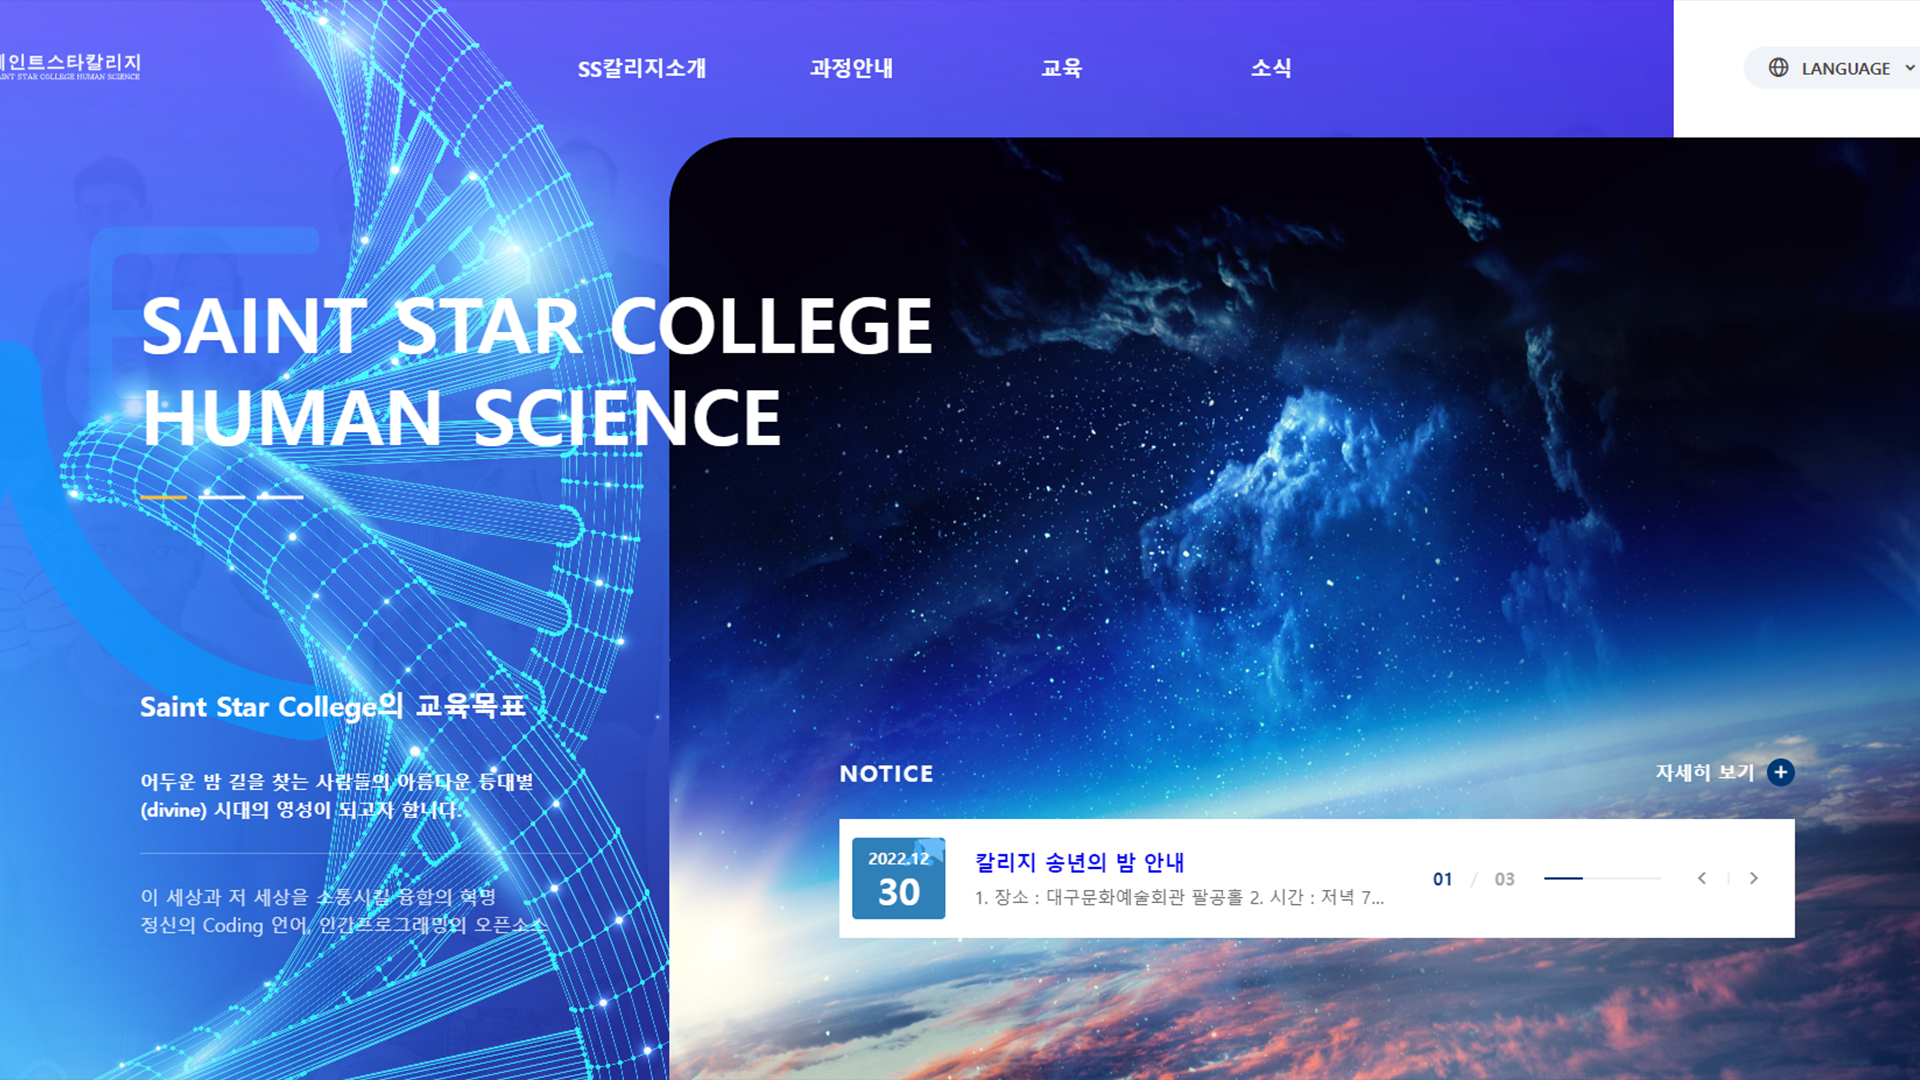 세인트스타칼리지
SAINT STAR COLLEGE HUMAN SCIENCE
SS칼리지소개
과정안내
교육
소식
LANGUAGE
SAINT STAR COLLEGE
HUMAN SCIENCE
Saint Star College의 교육목표
어두운 밤 길을 찾는 사람들의 아름다운 등대별
(divine) 시대의 영성이 되고자 합니다.
이 세상과 저 세상을 소통시킬 융합의 혁명
정신의 Coding 언어, 인간프로그래밍의 오픈소스
NOTICE
자세히 보기
2022.12
30
칼리지 송년의 밤 안내
1. 장소 : 대구문화예술회관 팔공홀 2. 시간 : 저녁 7...
01 / 03